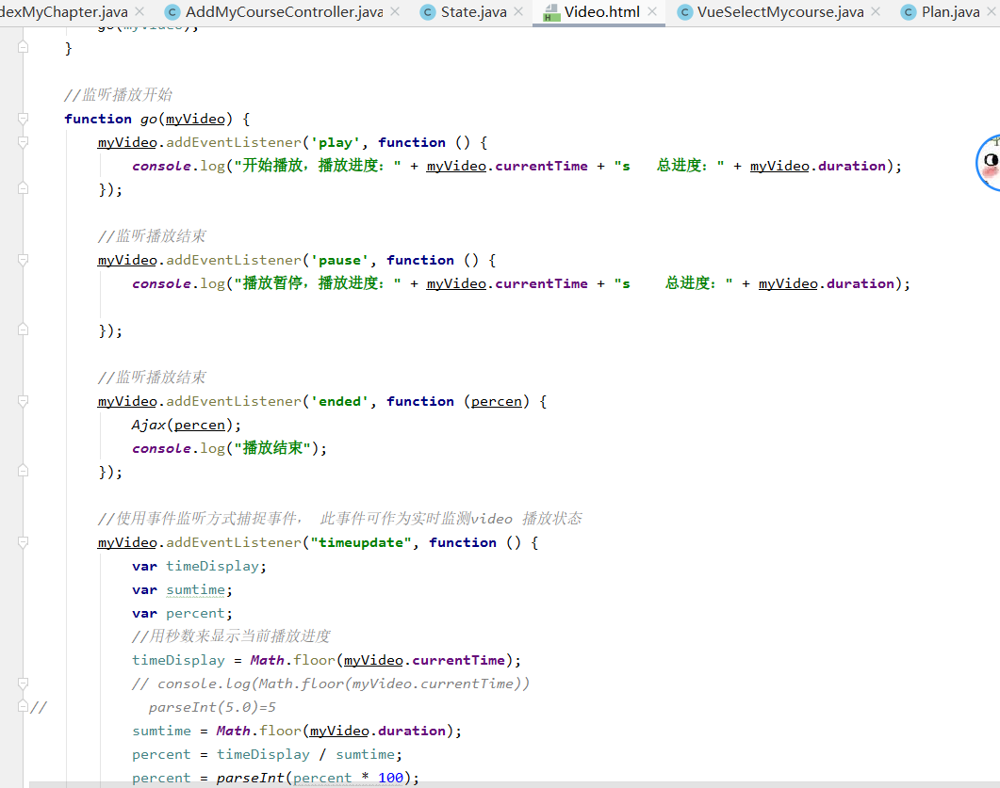 dexMyChapter.java × C AddMyCourseController.java × C State.java × H Video.html × C VueSelectMycourse.java × C Plan.java ×
go(myVideo);
}
//监听播放开始
function go(myVideo) {
myVideo.addEventListener('play', function () {
console.log("开始播放，播放进度：" + myVideo.currentTime + "s   总进度：" + myVideo.duration);
});
//监听播放结束
myVideo.addEventListener('pause', function () {
console.log("播放暂停，播放进度：" + myVideo.currentTime + "s    总进度：" + myVideo.duration);
});
//监听播放结束
myVideo.addEventListener('ended', function (percen) {
Ajax(percen);
console.log("播放结束");
});
//使用事件监听方式捕捉事件， 此事件可作为实时监测video 播放状态
myVideo.addEventListener("timeupdate", function () {
var timeDisplay;
var sumtime;
var percent;
//用秒数来显示当前播放进度
timeDisplay = Math.floor(myVideo.currentTime);
// console.log(Math.floor(myVideo.currentTime))
//            parseInt(5.0)=5
sumtime = Math.floor(myVideo.duration);
percent = timeDisplay / sumtime;
percent = parseInt(percent * 100);